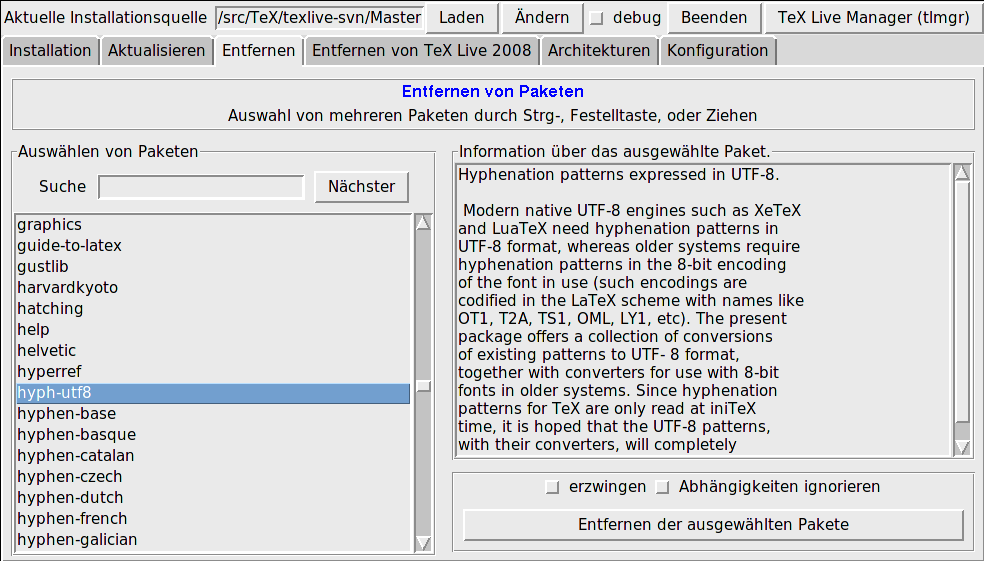 Aktuelle Installationsquelle /src/TeX/texlive-svn/Master Laden Ändern debug Beenden TeX Live Manager (tlmgr)
Installation Aktualisieren Entfernen Entfernen von TeX Live 2008 Architekturen Konfiguration
Entfernen von Paketen
Auswahl von mehreren Paketen durch Strg-, Festelltaste, oder Ziehen
Auswählen von Paketen
Suche Nächster
graphics
guide-to-latex
gustlib
harvardkyoto
hatching
help
helvetic
hyperref
hyph-utf8
hyphen-base
hyphen-basque
hyphen-catalan
hyphen-czech
hyphen-dutch
hyphen-french
hyphen-galician
Information über das ausgewählte Paket.
Hyphenation patterns expressed in UTF-8.
Modern native UTF-8 engines such as XeTeX
and LuaTeX need hyphenation patterns in
UTF-8 format, whereas older systems require
hyphenation patterns in the 8-bit encoding
of the font in use (such encodings are
codified in the LaTeX scheme with names like
OT1, T2A, TS1, OML, LY1, etc). The present
package offers a collection of conversions
of existing patterns to UTF- 8 format,
together with converters for use with 8-bit
fonts in older systems. Since hyphenation
patterns for TeX are only read at iniTeX
time, it is hoped that the UTF-8 patterns,
with their converters, will completely
erzwingen Abhängigkeiten ignorieren
Entfernen der ausgewählten Pakete